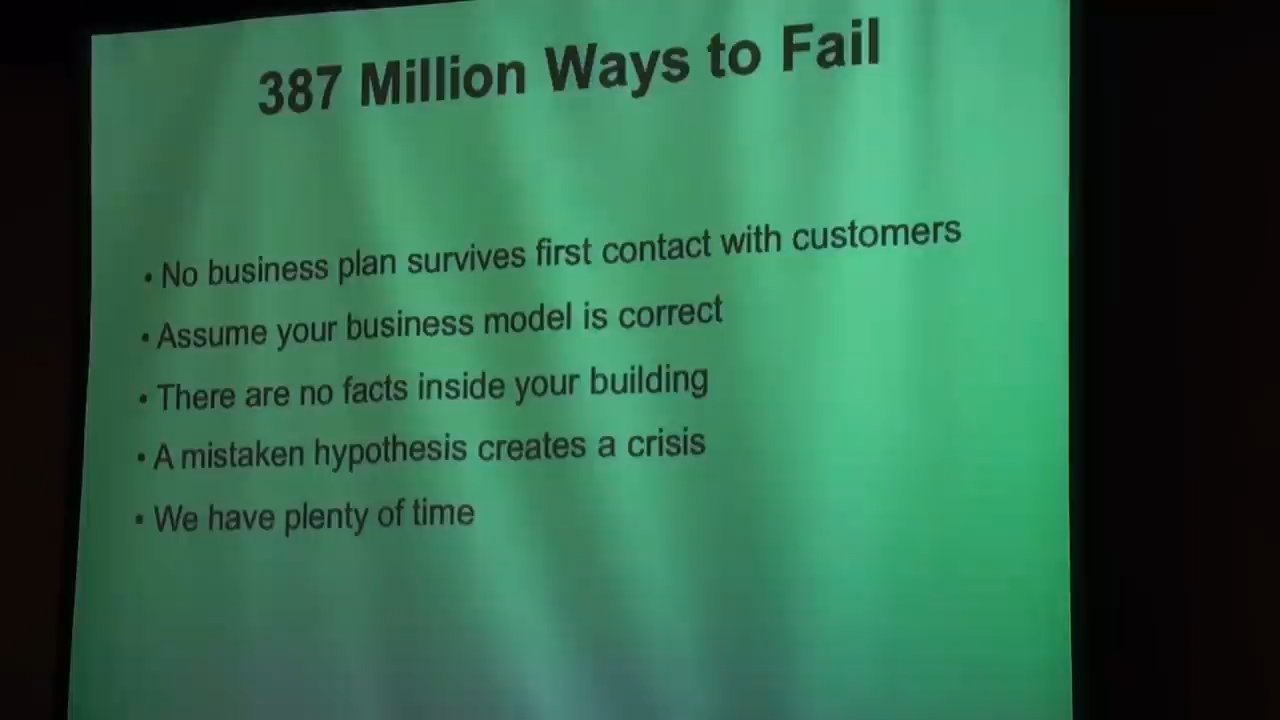 387 Million Ways to Fail
• No business plan survives first contact with customers
• Assume your business model is correct
• There are no facts inside your building
• A mistaken hypothesis creates a crisis
• We have plenty of time